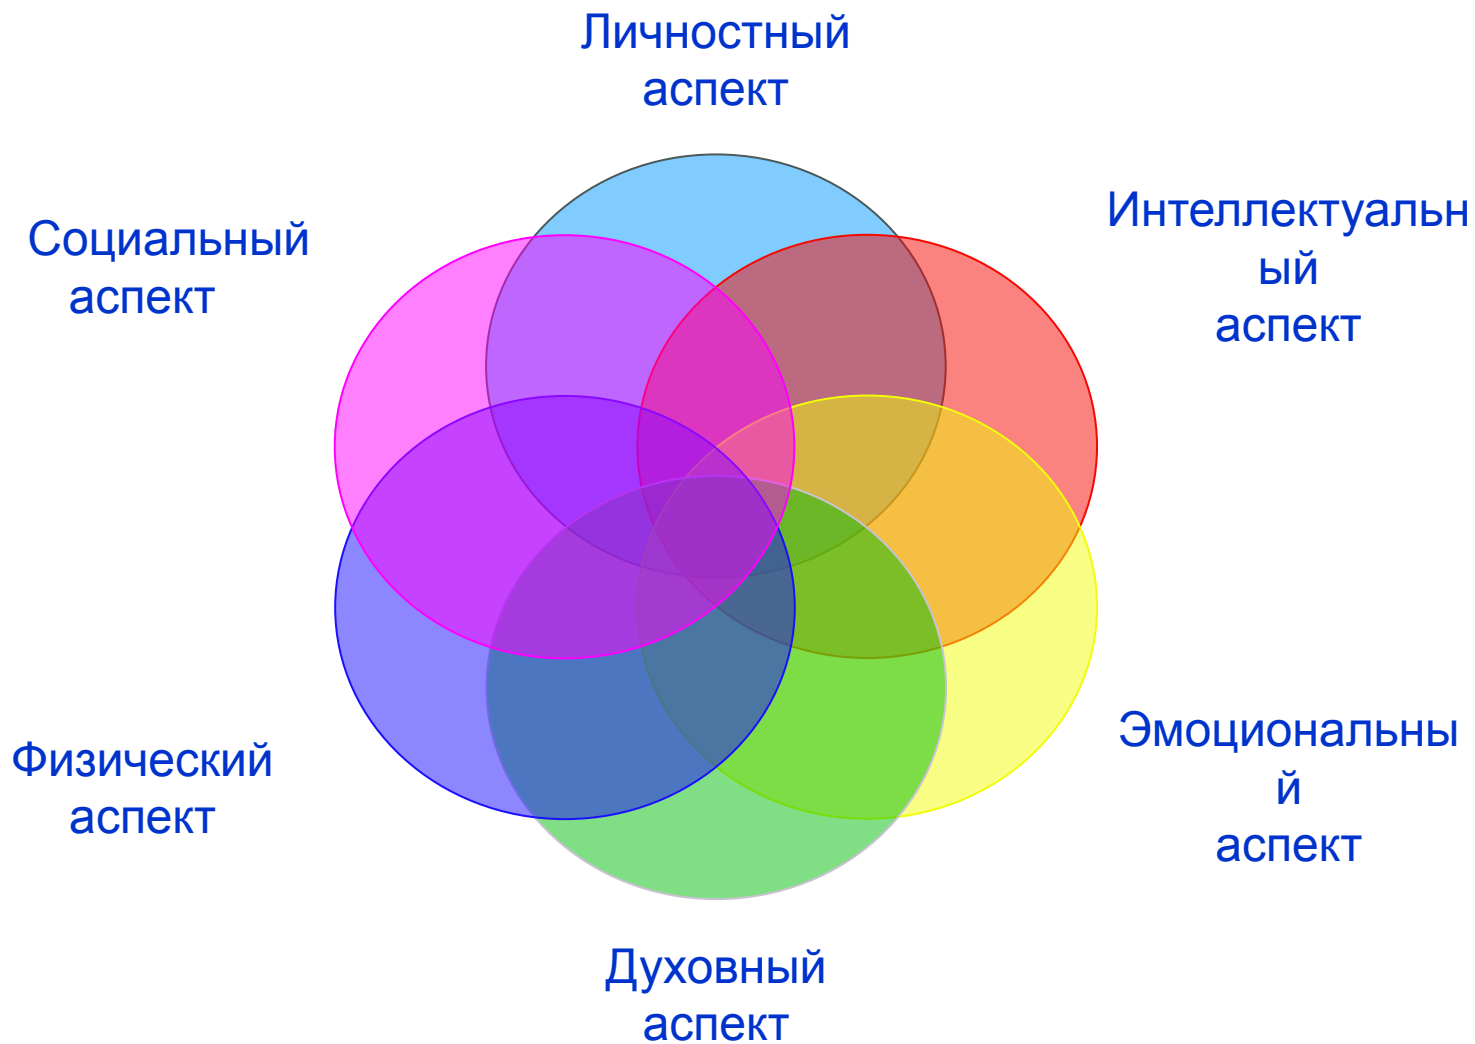 Личностный
аспект
Социальный
аспект
Интеллектуальн
ый
аспект
Физический
аспект
Эмоциональны
й
аспект
Духовный
аспект